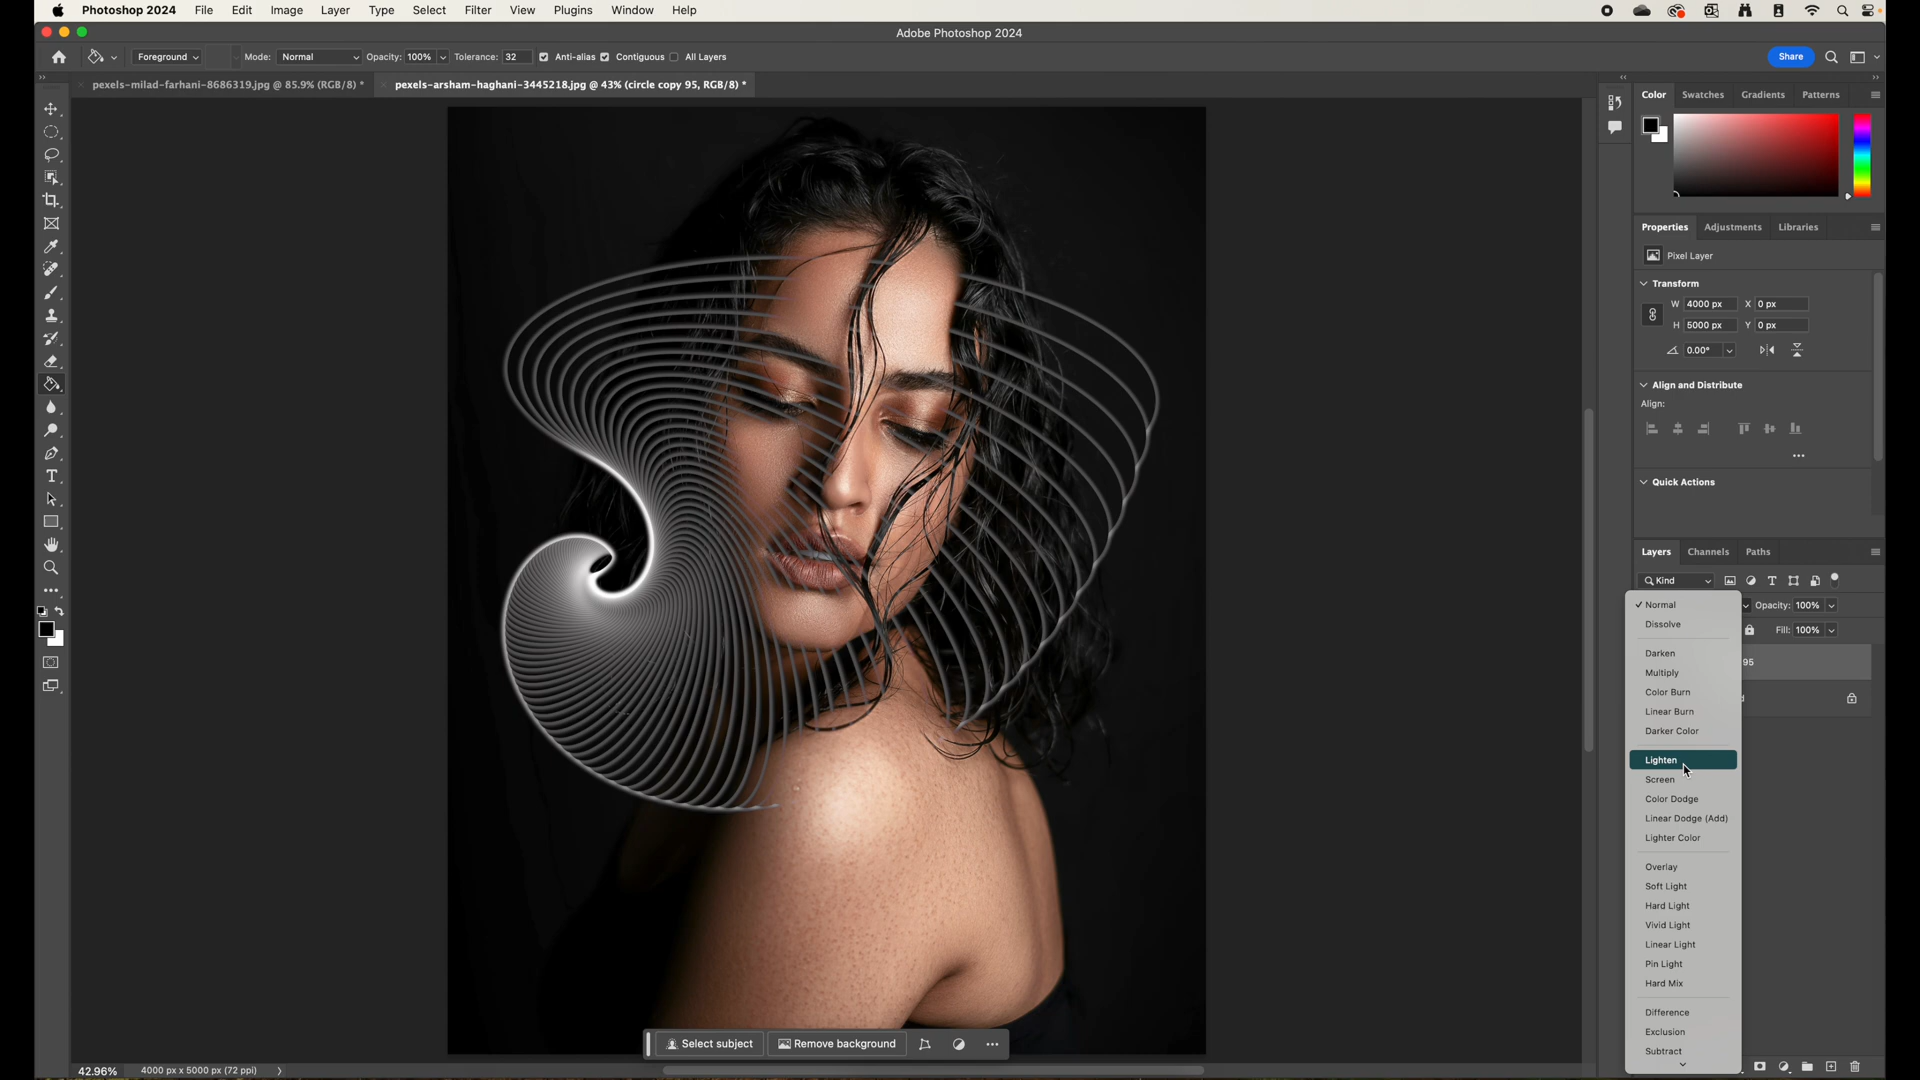 Photoshop 2024 File Edit Image Layer Type Select Filter View Plugins Window Help
Adobe Photoshop 2024
Foreground Mode: Normal Opacity: 100% Tolerance: 32 Anti-alias Contiguous All Layers Share
pexels-milad-farhani-8686319.jpg @ 85.9% (RGB/8) * pexels-arsham-haghani-3445218.jpg @ 43% (circle copy 95, RGB/8) *
Color Swatches Gradients Patterns
Properties Adjustments Libraries
Pixel Layer
Transform
W 4000 px X 0 px
H 5000 px Y 0 px
0.00°
Align and Distribute
Align:
Quick Actions
Layers Channels Paths
Kind
Opacity: 100%
Fill: 100%
95
Normal
Dissolve
Darken
Multiply
Color Burn
Linear Burn
Darker Color
Lighten
Screen
Color Dodge
Linear Dodge (Add)
Lighter Color
Overlay
Soft Light
Hard Light
Vivid Light
Linear Light
Pin Light
Hard Mix
Difference
Exclusion
Subtract
Select subject Remove background
42.96% 4000 px x 5000 px (72 ppi)